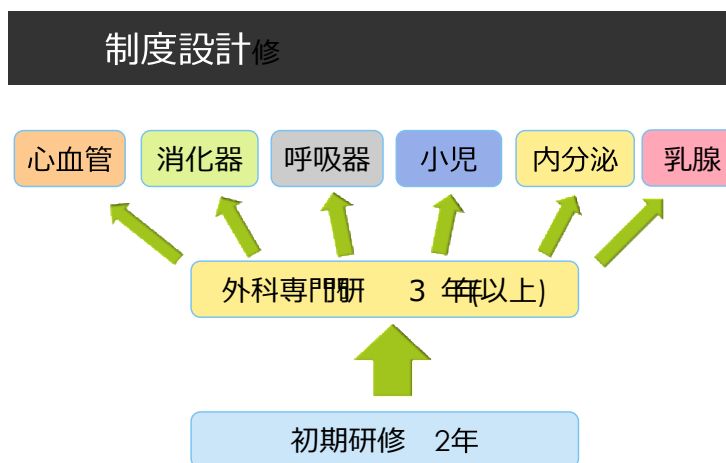 制度設計修
心血管 消化器 呼吸器 小児 内分泌 乳腺
外科専門研 3 年(以上)
初期研修 2年